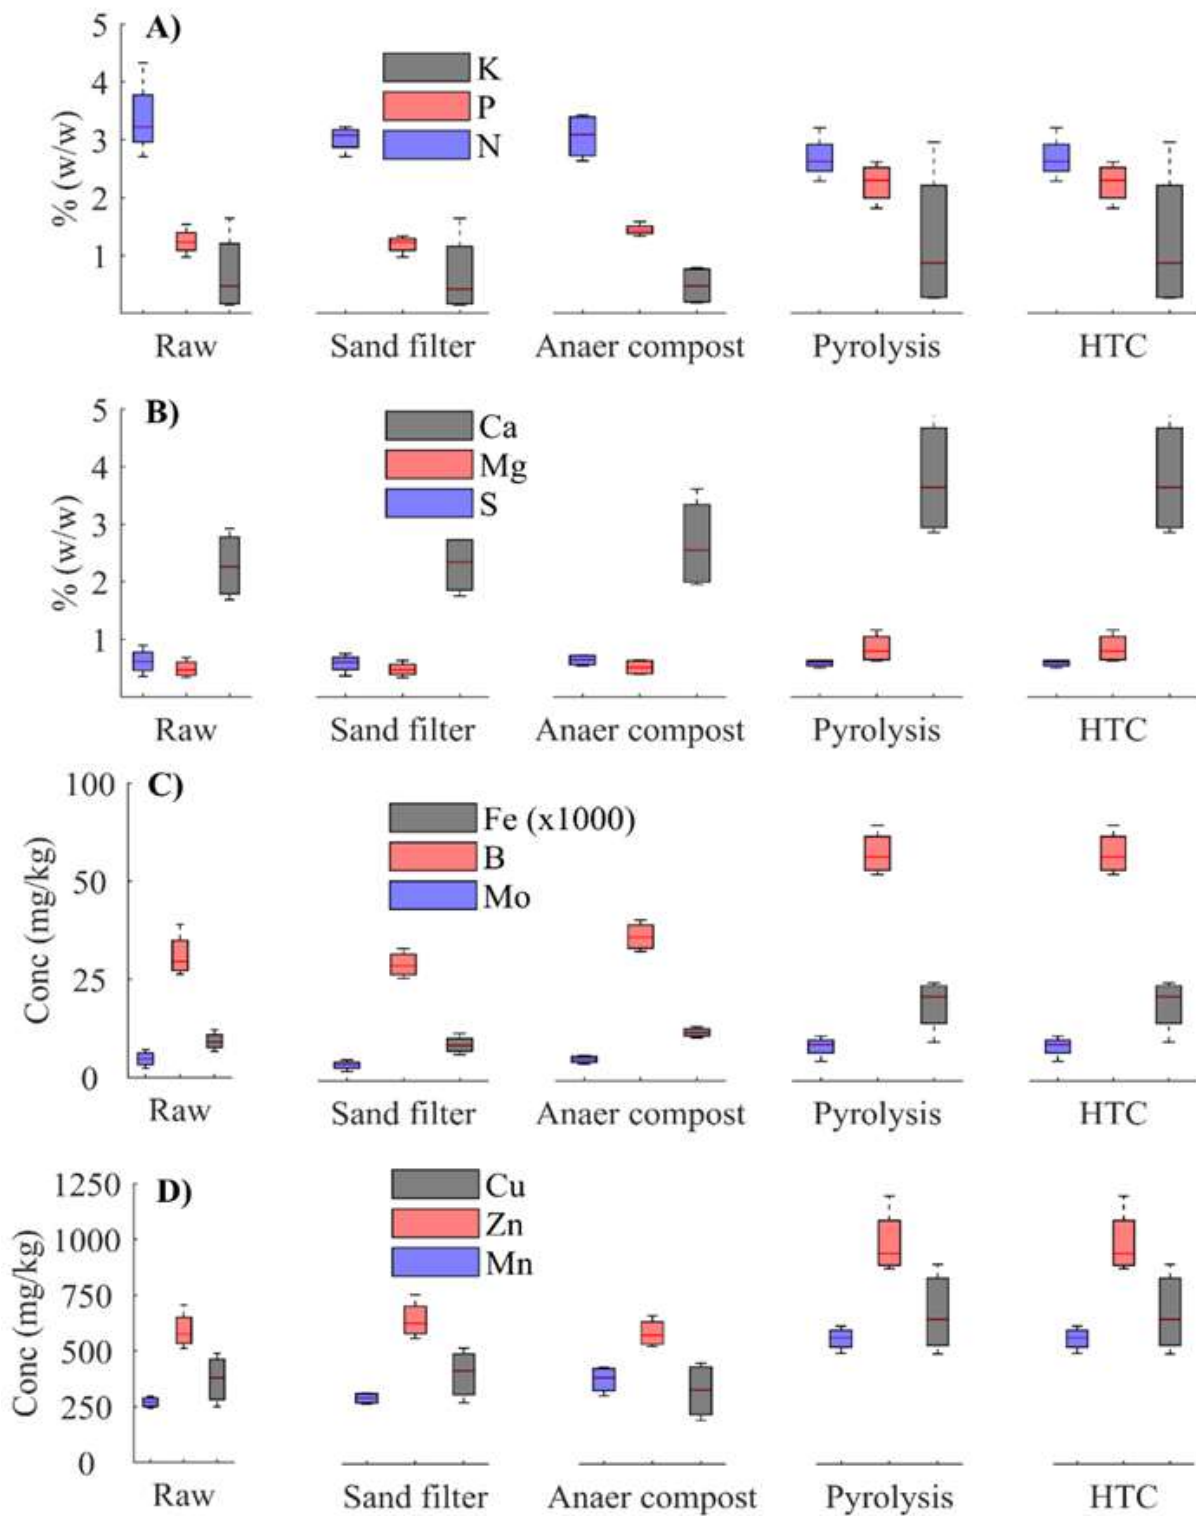 A)
5
4
3
2
1
% (w/w)
K
P
N
Raw
Sand filter
Anaer compost
Pyrolysis
HTC
B)
5
4
3
2
1
% (w/w)
Ca
Mg
S
Raw
Sand filter
Anaer compost
Pyrolysis
HTC
C)
100
50
25
0
Conc (mg/kg)
Fe (x1000)
B
Mo
Raw
Sand filter
Anaer compost
Pyrolysis
HTC
D)
1250
1000
750
500
250
0
Conc (mg/kg)
Cu
Zn
Mn
Raw
Sand filter
Anaer compost
Pyrolysis
HTC